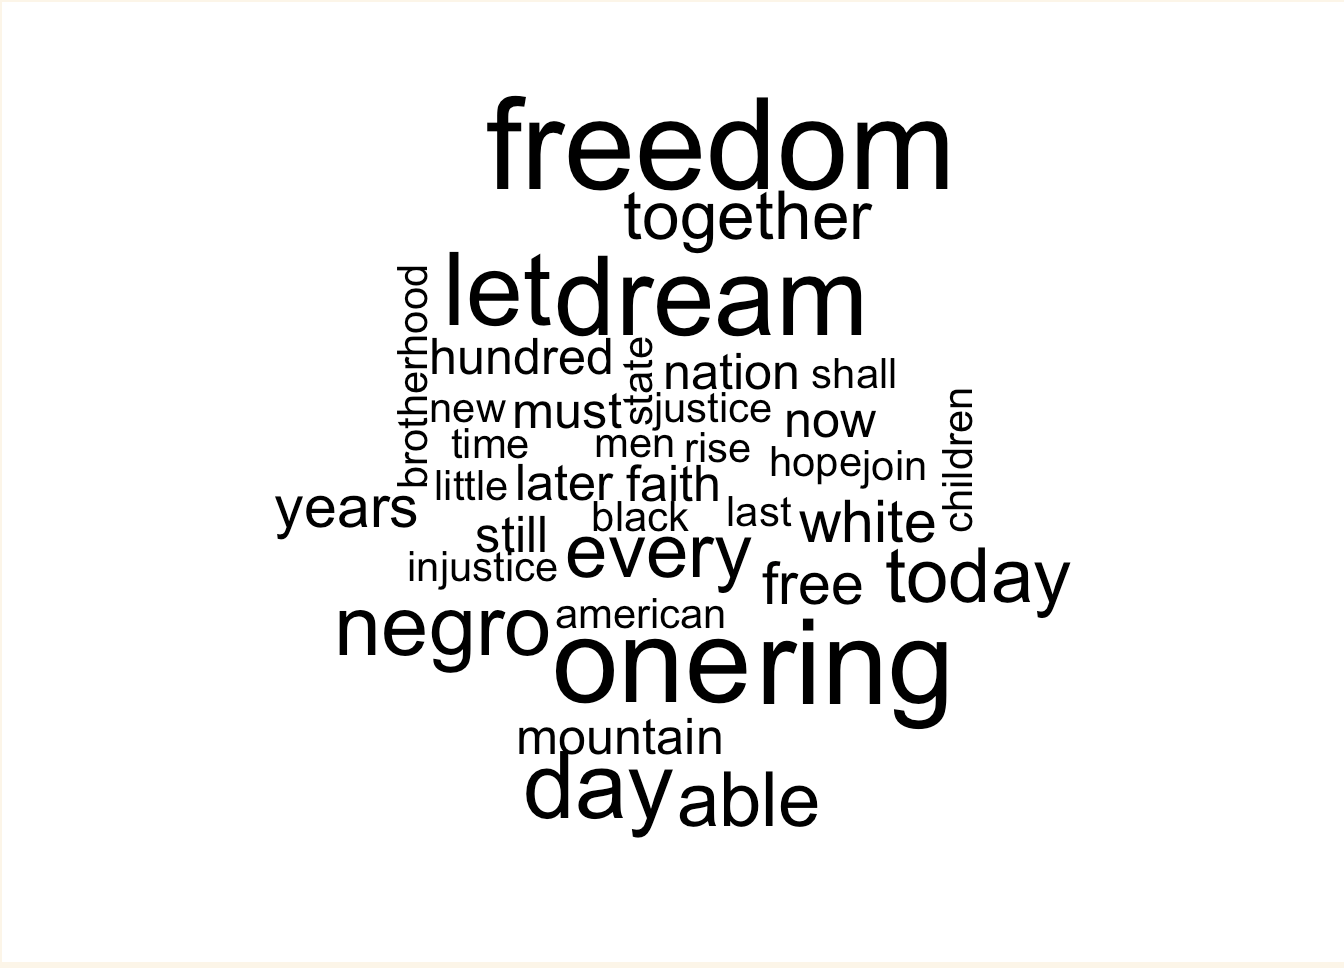 freedom
together
let dream
brotherhood
hundred
state
nation shall
new must justice now
children
time men rise hope join
little later faith
years
black last white
still
injustice every free today
negro american
one ring
mountain
day able